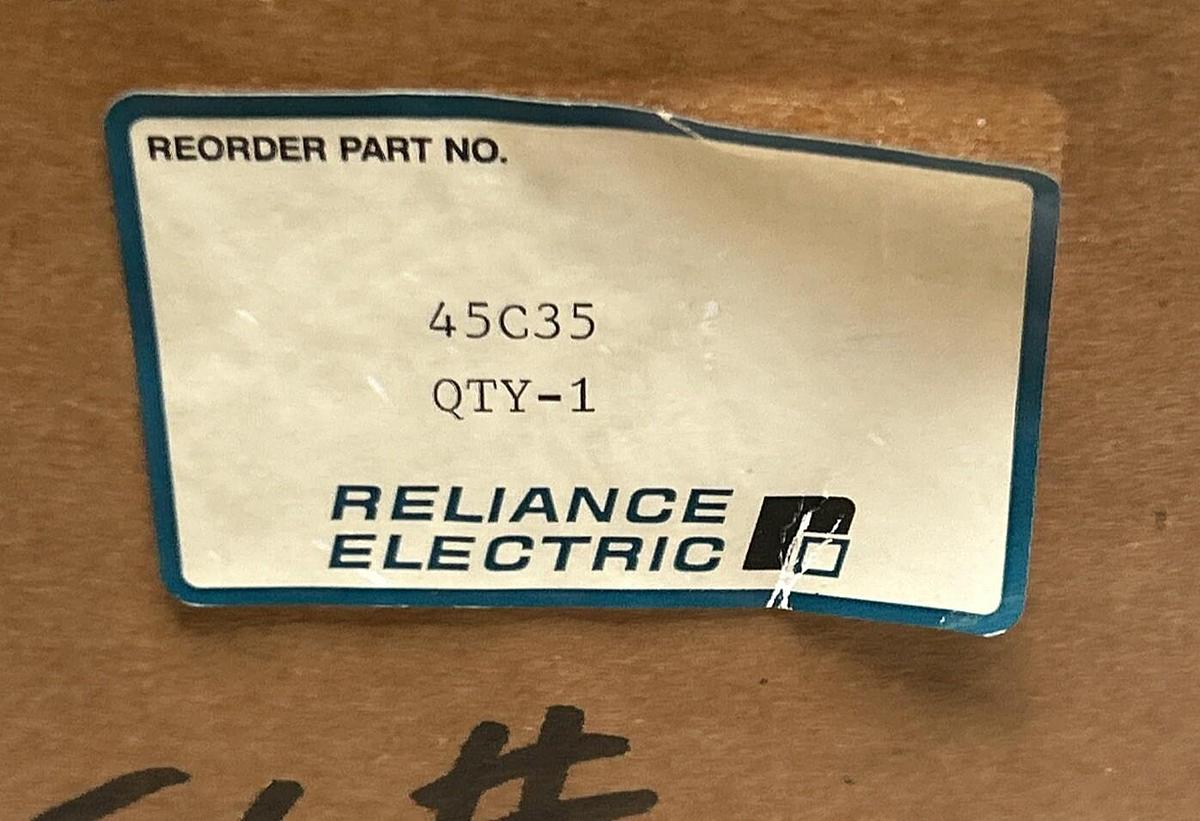 REORDER PART NO.
45C35
QTY-1
RELIANCE
ELECTRIC